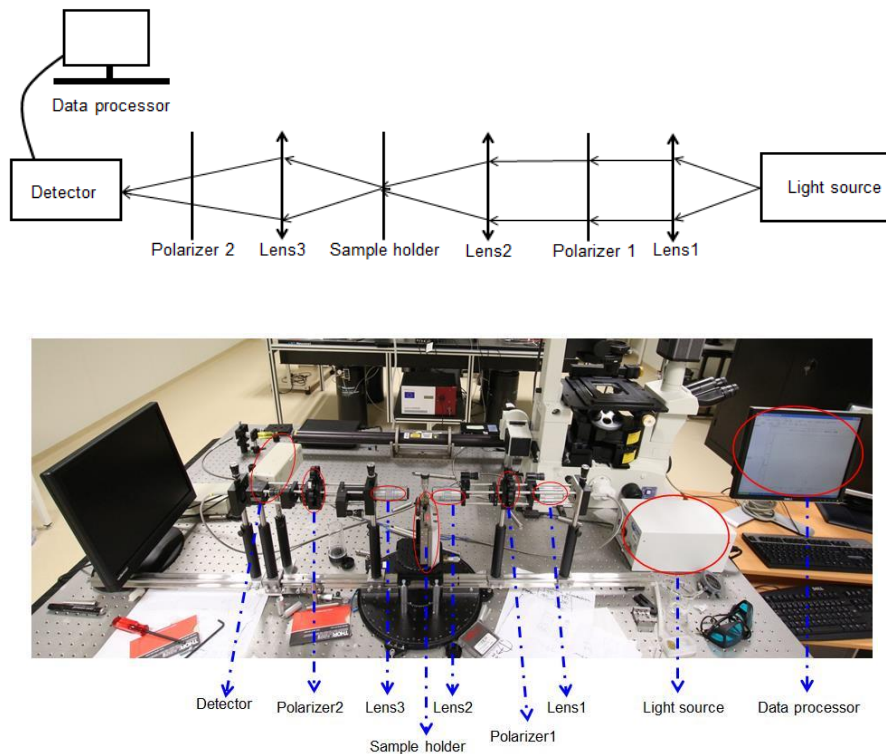 Data processor
Detector
Light source
Polarizer 2
Lens3
Sample holder
Lens2
Polarizer 1
Lens1
THOR
Detector
Polarizer2
Lens3
Lens2
Lens1
Light source
Data processor
Sample holder
Polarizer1